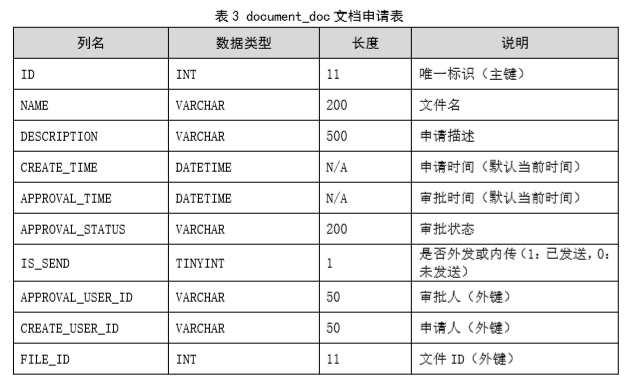 表 3 document_doc 文档申请表
列名 数据类型 长度 说明
ID INT 11 唯一标识（主键）
NAME VARCHAR 200 文件名
DESCRIPTION VARCHAR 500 申请描述
CREATE_TIME DATETIME N/A 申请时间（默认当前时间）
APPROVAL_TIME DATETIME N/A 审批时间（默认当前时间）
APPROVAL_STATUS VARCHAR 200 审批状态
IS_SEND TINYINT 1 是否外发或内传（1：已发送，0：
未发送）
APPROVAL_USER_ID VARCHAR 50 审批人（外键）
CREATE_USER_ID VARCHAR 50 申请人（外键）
FILE_ID INT 11 文件 ID（外键）